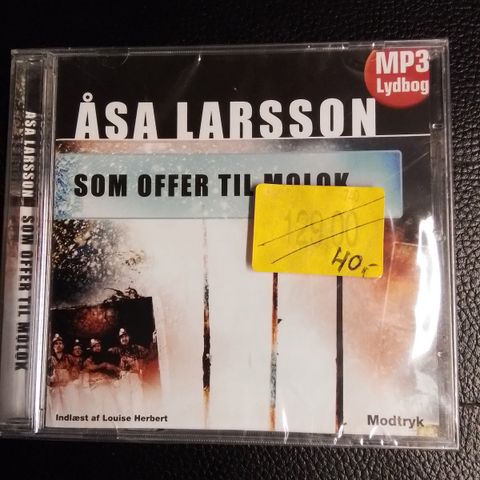 MP3
Lydbog
ÅSA LARSSON
SOM OFFER TIL MOLOK
129,00
40,-
Indlæst af Louise Herbert
Modtryk
ÅSA LARSSON SOM OFFER TIL MOLOK